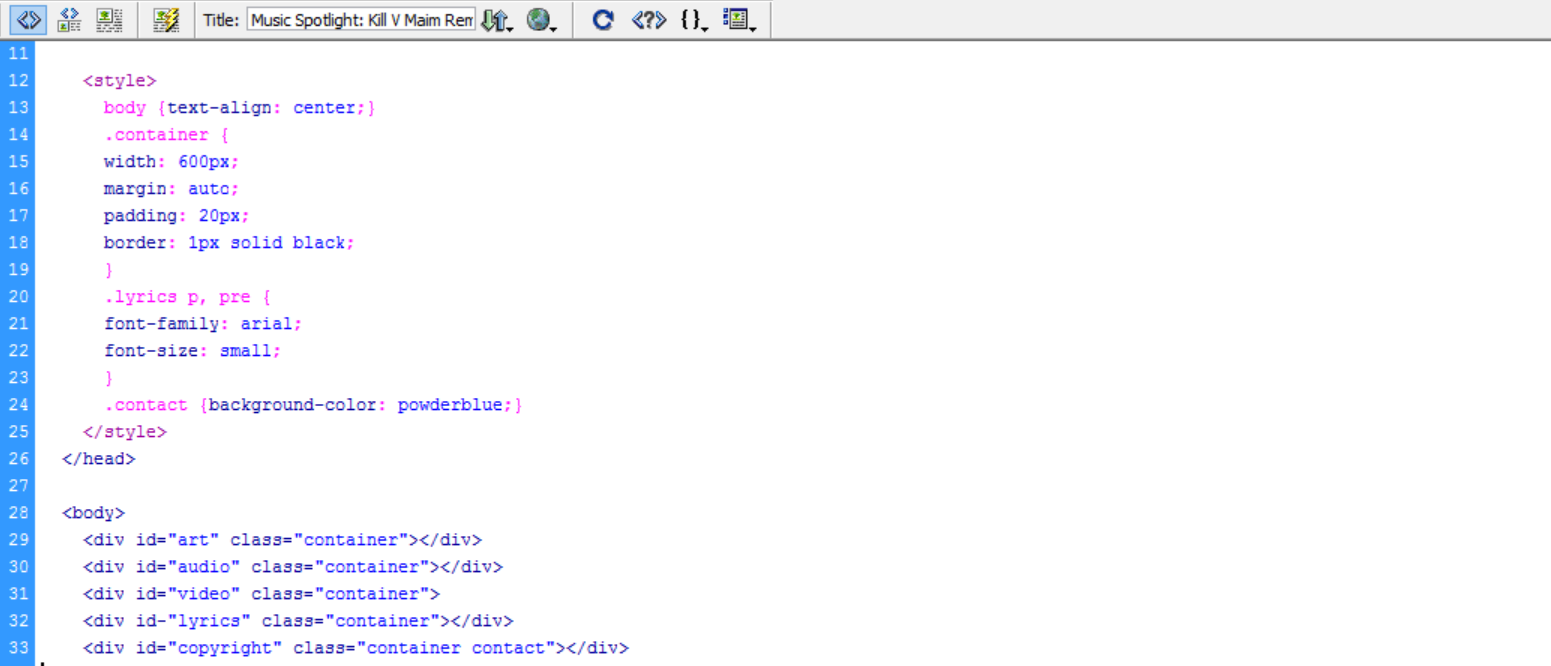 Title: Music Spotlight: Kill V Maim Rem
11
12 <style>
13 body {text-align: center;}
14 .container {
15 width: 600px;
16 margin: auto;
17 padding: 20px;
18 border: 1px solid black;
19 }
20 .lyrics p, pre {
21 font-family: arial;
22 font-size: small;
23 }
24 .contact {background-color: powderblue;}
25 </style>
26 </head>
27
28 <body>
29 <div id="art" class="container"></div>
30 <div id="audio" class="container"></div>
31 <div id="video" class="container">
32 <div id-"lyrics" class="container"></div>
33 <div id="copyright" class="container contact"></div>